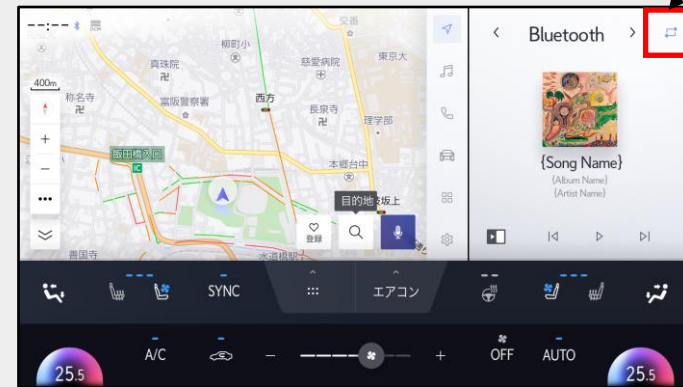 --:--
交番
400m
柳町小
真珠院
慈愛病院
東京大
称名寺
富阪警察署
西方
長泉寺
理学部
飯田橋入口
IC
本郷台中
目的地
坂上
登録
善国寺
水道橋駅
Bluetooth
{Song Name}
{Album Name}
{Artist Name}
SYNC
エアコン
A/C
OFF
AUTO
25.5
25.5